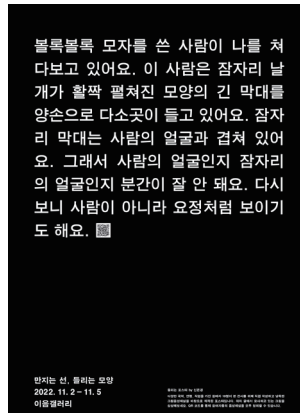 볼록볼록 모자를 쓴 사람이 나를 쳐
다보고 있어요. 이 사람은 잠자리 날
개가 활짝 펼쳐진 모양의 긴 막대를
양손으로 다소곳이 들고 있어요. 잠자
리 막대는 사람의 얼굴과 겹쳐 있어
요. 그래서 사람의 얼굴인지 잠자리
의 얼굴인지 분간이 잘 안 돼요. 다시
보니 사람이 아니라 요정처럼 보이기
도 해요.
만지는 선, 들리는 모양
2022. 11. 2 – 11. 5
이음갤러리